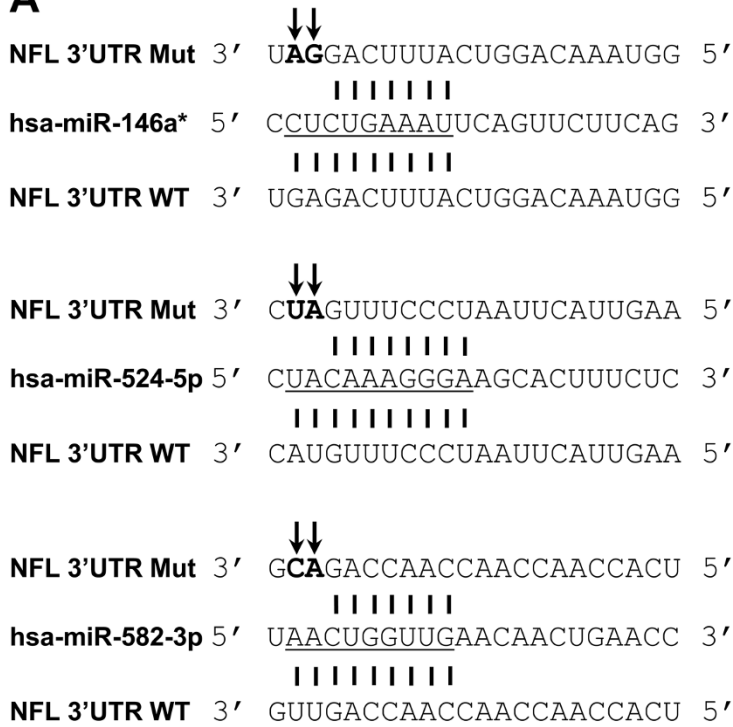 A
NFL 3'UTR Mut 3′ UAGGACUUUACUGGACAAAUGG 5′
hsa-miR-146a* 5′ CCUCUGAAAUUCAGUUCUUCAG 3′
NFL 3'UTR WT 3′ UGAGACUUUACUGGACAAAUGG 5′
NFL 3'UTR Mut 3′ CUAGUUUCCCUAAUUCAUUGAA 5′
hsa-miR-524-5p 5′ CUACAAAGGGAAGCACUUUCUC 3′
NFL 3'UTR WT 3′ CAUGUUUCCCUAAUUCAUUGAA 5′
NFL 3'UTR Mut 3′ GCAGACCAACCAACCAACCACU 5′
hsa-miR-582-3p 5′ UAACUGGUUGAACAACUGAACC 3′
NFL 3'UTR WT 3′ GUUGACCAACCAACCAACCACU 5′